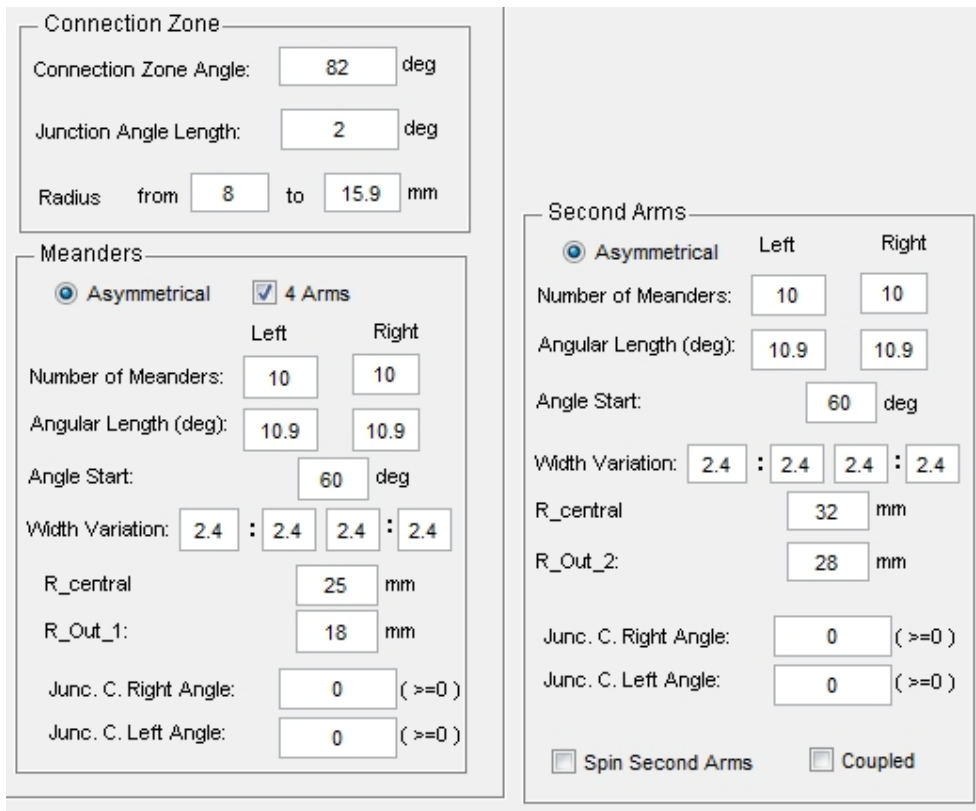 Connection Zone
Connection Zone Angle: 82 deg
Junction Angle Length: 2 deg
Radius from 8 to 15.9 mm
Meanders
Asymmetrical 4 Arms
Left Right
Number of Meanders: 10 10
Angular Length (deg): 10.9 10.9
Angle Start: 60 deg
Width Variation: 2.4 : 2.4 2.4 : 2.4
R_central 25 mm
R_Out_1: 18 mm
Junc. C. Right Angle: 0 ( >=0 )
Junc. C. Left Angle: 0 ( >=0 )
Second Arms
Asymmetrical Left Right
Number of Meanders: 10 10
Angular Length (deg): 10.9 10.9
Angle Start: 60 deg
Width Variation: 2.4 : 2.4 2.4 : 2.4
R_central 32 mm
R_Out_2: 28 mm
Junc. C. Right Angle: 0 ( >=0 )
Junc. C. Left Angle: 0 ( >=0 )
Spin Second Arms Coupled